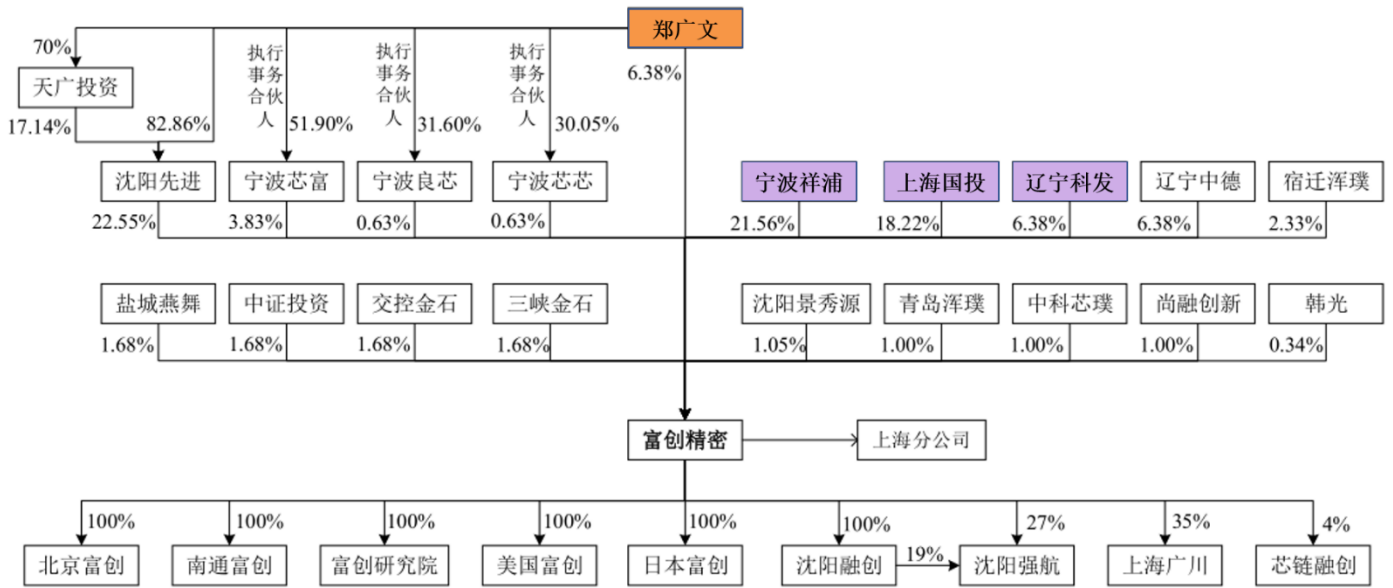 郑广文
70%
执行事务合伙人
执行事务合伙人
执行事务合伙人
6.38%
天广投资
17.14%
82.86%
51.90%
31.60%
30.05%
沈阳先进
宁波芯富
宁波良芯
宁波芯芯
宁波祥浦
上海国投
辽宁科发
辽宁中德
宿迁浑璞
22.55%
3.83%
0.63%
0.63%
21.56%
18.22%
6.38%
6.38%
2.33%
盐城燕舞
中证投资
交控金石
三峡金石
沈阳景秀源
青岛浑璞
中科芯璞
尚融创新
韩光
1.68%
1.68%
1.68%
1.68%
1.05%
1.00%
1.00%
1.00%
0.34%
富创精密
上海分公司
100%
100%
100%
100%
100%
100%
27%
35%
4%
北京富创
南通富创
富创研究院
美国富创
日本富创
沈阳融创
19%
沈阳强航
上海广川
芯链融创